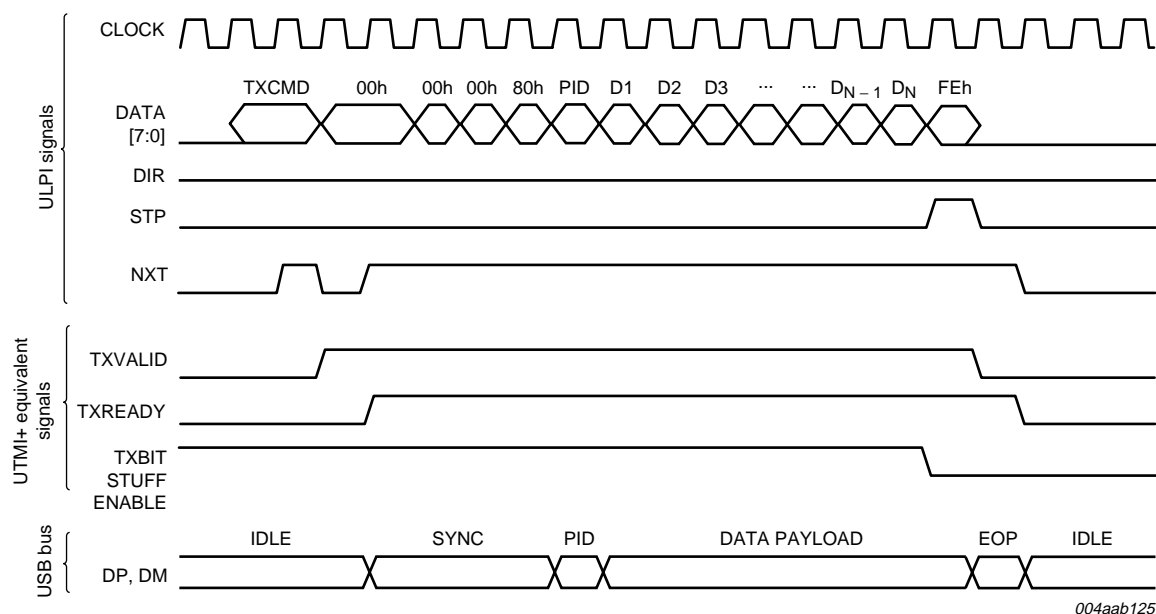 ULPI signals
CLOCK
TXCMD 00h 00h 00h 80h PID D1 D2 D3 ... ... DN – 1 DN FEh
DATA
[7:0]
DIR
STP
NXT
UTMI+ equivalent
signals
TXVALID
TXREADY
TXBIT
STUFF
ENABLE
USB bus
IDLE SYNC PID DATA PAYLOAD EOP IDLE
DP, DM
004aab125